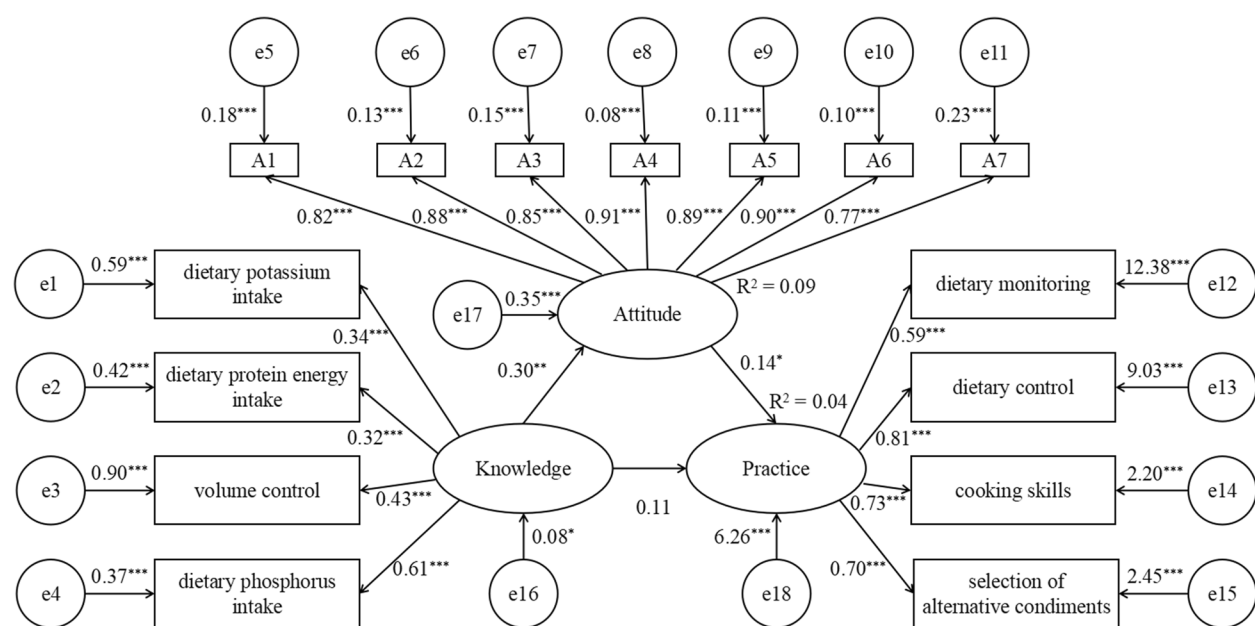 e5 e6 e7 e8 e9 e10 e11
0.18*** 0.13*** 0.15*** 0.08*** 0.11*** 0.10*** 0.23***
A1 A2 A3 A4 A5 A6 A7
0.82*** 0.88*** 0.85*** 0.91*** 0.89*** 0.90*** 0.77***
e1 0.59*** dietary potassium
intake
e17 0.35*** Attitude R² = 0.09
dietary monitoring 12.38*** e12
0.34*** 0.30** 0.14* 0.59***
e2 0.42*** dietary protein energy
intake
R² = 0.04
dietary control 9.03*** e13
0.32*** 0.81***
Knowledge Practice
e3 0.90*** volume control
0.43*** 0.11 0.73***
cooking skills 2.20*** e14
0.08* 6.26***
0.61*** 0.70***
e4 0.37*** dietary phosphorus
intake
e16 e18
selection of
alternative condiments
2.45*** e15